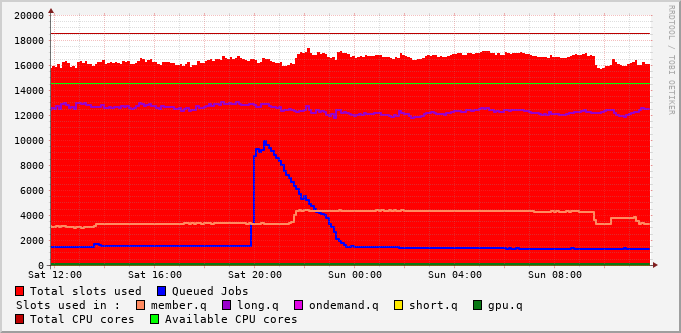 RRDTOOL / TOBI OETIKER
20000
18000
16000
14000
12000
10000
8000
6000
4000
2000
0
Sat 12:00 Sat 16:00 Sat 20:00 Sun 00:00 Sun 04:00 Sun 08:00
Total slots used Queued Jobs
Slots used in : member.q long.q ondemand.q short.q gpu.q
Total CPU cores Available CPU cores